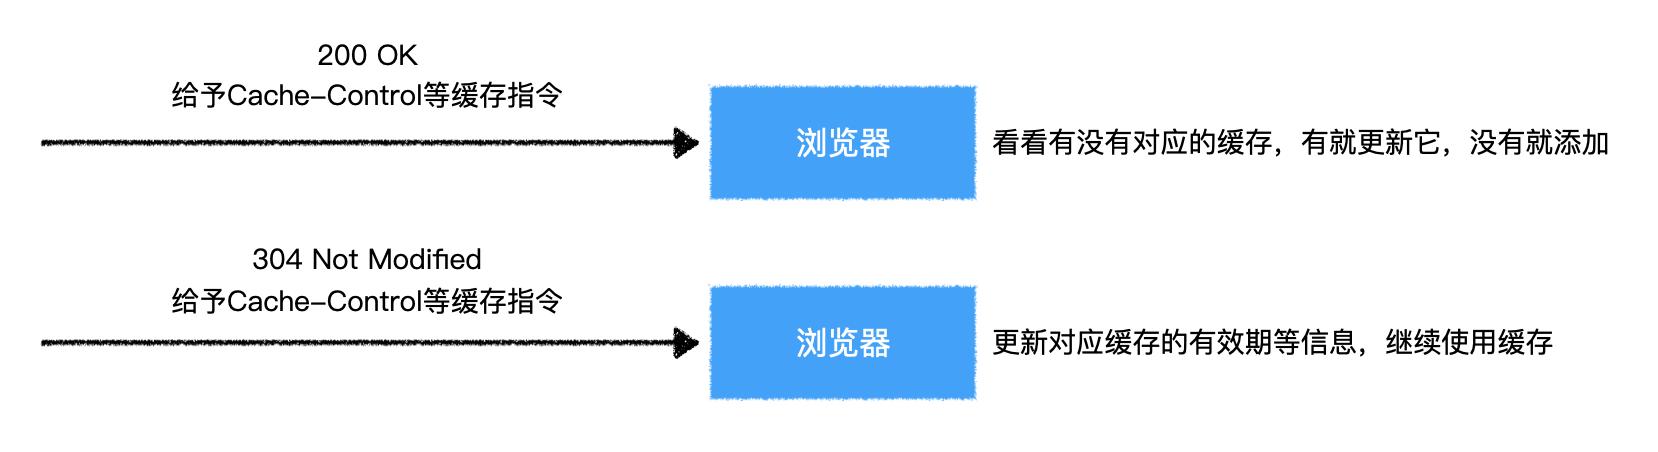 200 OK
给予Cache-Control等缓存指令
浏览器
看看有没有对应的缓存，有就更新它，没有就添加
304 Not Modified
给予Cache-Control等缓存指令
浏览器
更新对应缓存的有效期等信息，继续使用缓存